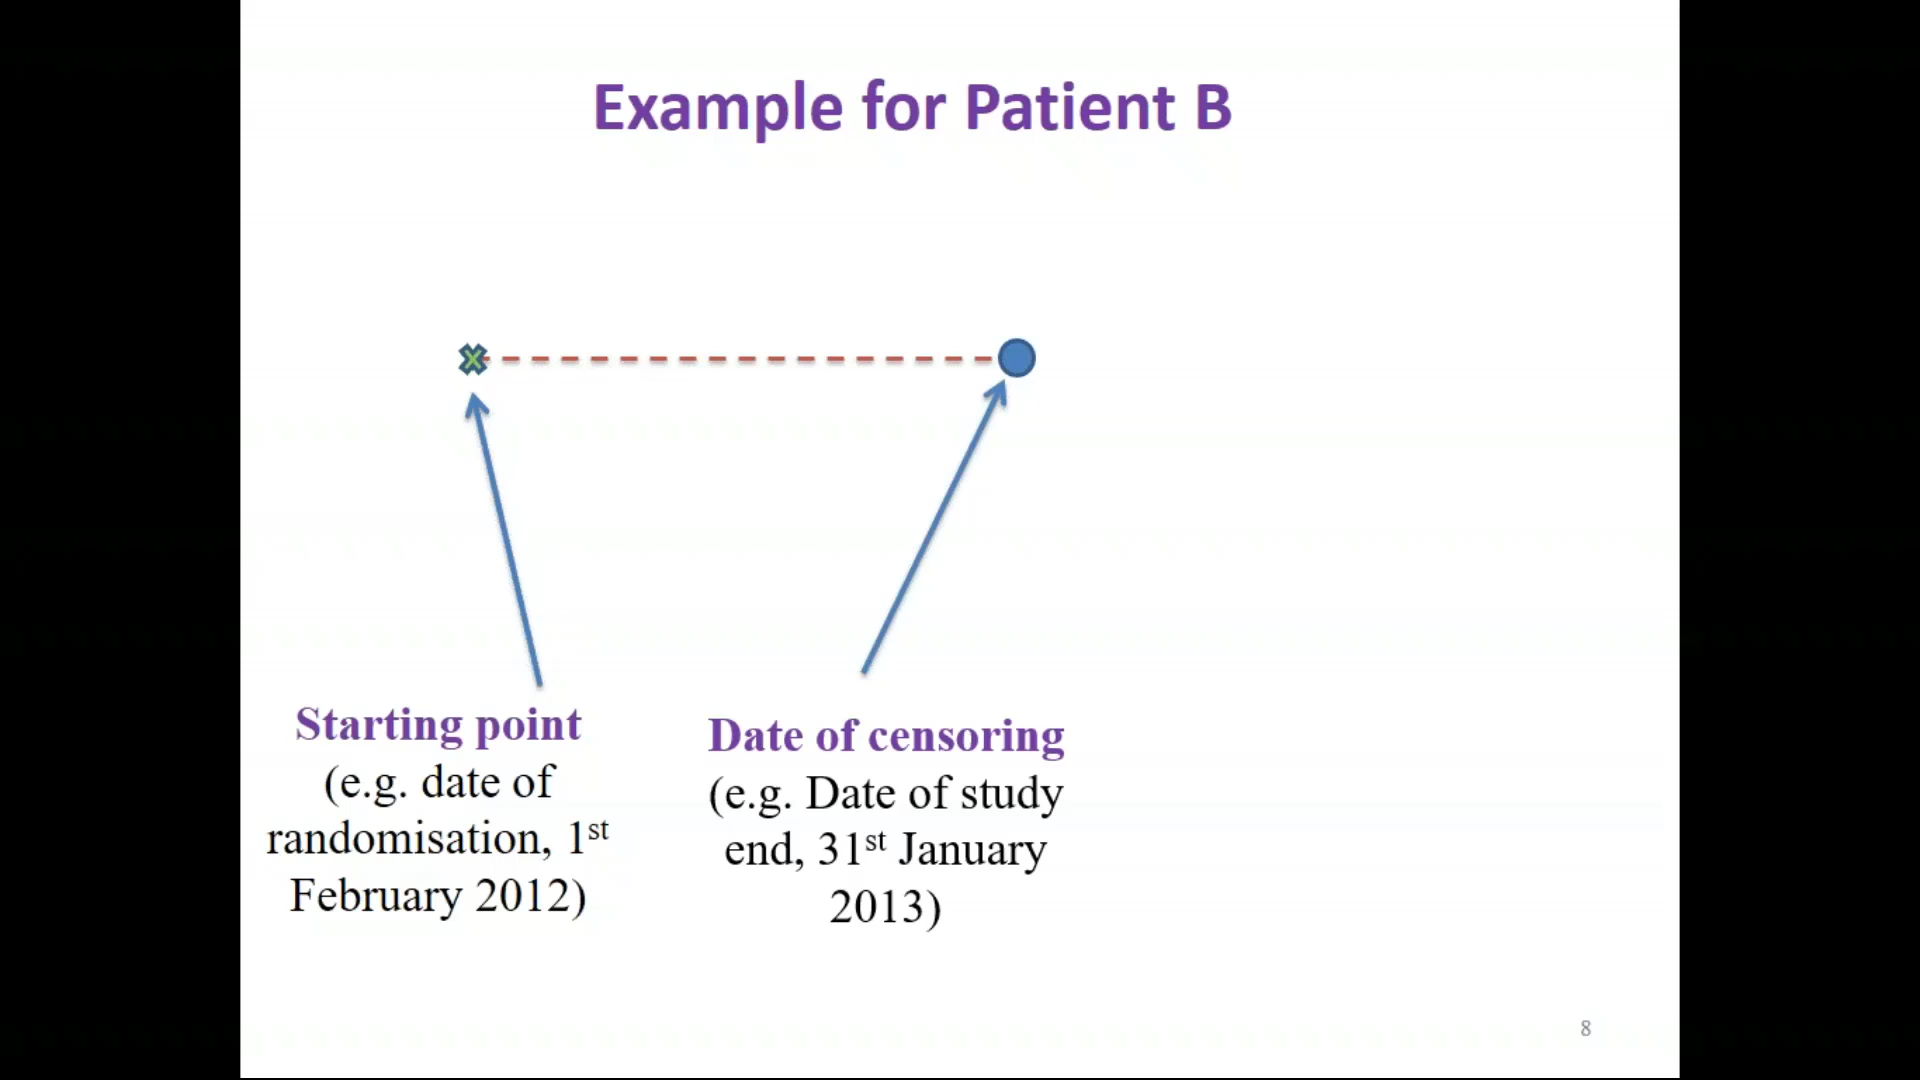 Example for Patient B
Starting point
(e.g. date of
randomisation, 1st
February 2012)
Date of censoring
(e.g. Date of study
end, 31st January
2013)
8